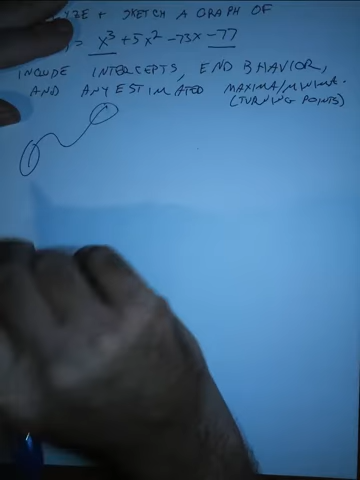 + SKETCH A GRAPH OF
= x³ + 5x² - 73x - 77
INCLUDE INTERCEPTS, END BEHAVIOR,
AND ANY ESTIMATED MAXIMA/MINIMA
(TURNING POINTS)